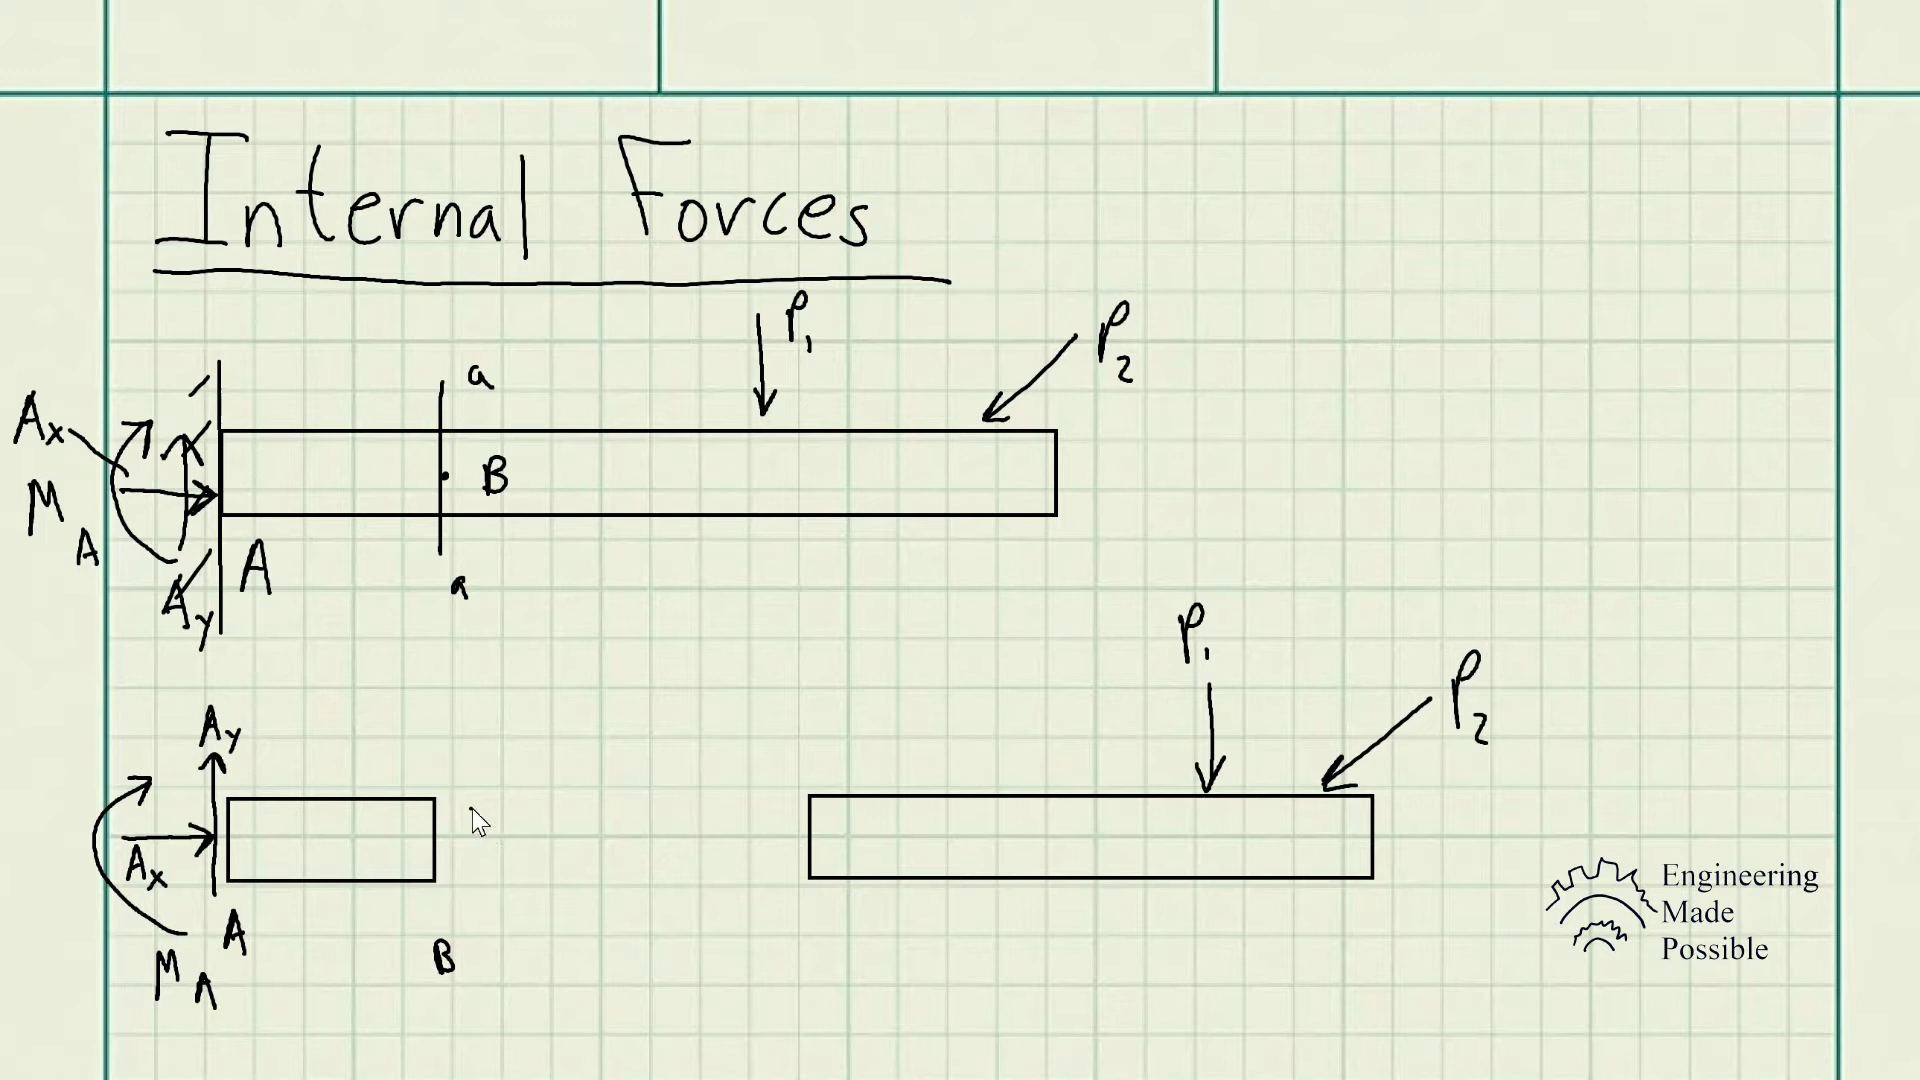 Internal Forces
P1
P2
a
Ax
B
MA
A
a
Ay
P1
P2
Ay
Ax
A
B
MA
Engineering
Made
Possible